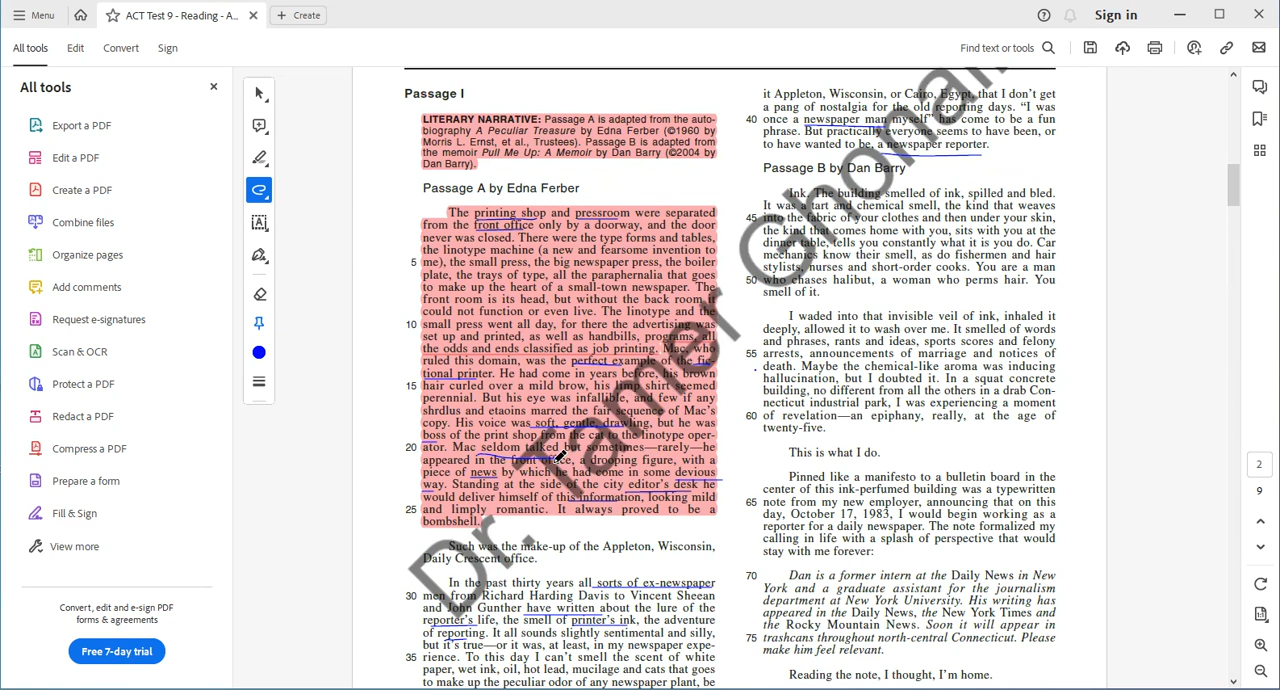 Menu
ACT Test 9 - Reading - A...
Create
Sign in
All tools
Edit
Convert
Sign
Find text or tools
All tools
Export a PDF
Edit a PDF
Create a PDF
Combine files
Organize pages
Add comments
Request e-signatures
Scan & OCR
Protect a PDF
Redact a PDF
Compress a PDF
Prepare a form
Fill & Sign
View more
Convert, edit and e-sign PDF
forms & agreements
Free 7-day trial
Passage I
LITERARY NARRATIVE: Passage A is adapted from the auto-
biography A Peculiar Treasure by Edna Ferber (©1960 by
Morris L. Ernst, et al., Trustees). Passage B is adapted from
the memoir Pull Me Up: A Memoir by Dan Barry (©2004 by
Dan Barry).
Passage A by Edna Ferber
The printing shop and pressroom were separated
from the front office only by a doorway, and the door
never was closed. There were the type forms and tables,
the linotype machine (a new and fearsome invention to
5 me), the small press, the big newspaper press, the boiler
plate, the trays of type, all the paraphernalia that goes
to make up the heart of a small-town newspaper. The
front room is its head, but without the back room it
could not function or even live. The linotype and the
10 small press went all day, for there the advertising was
set up and printed, as well as handbills, programs, all
the odds and ends classified as job printing. Mac, who
ruled this domain, was the perfect example of the fic-
tional printer. He had come in years before, his brown
15 hair curled over a mild brow, his limp shirt seemed
perennial. But his eye was infallible, and few if any
shrdlus and etaoins marred the fair sequence of Mac's
copy. His voice was soft, gentle, drawling, but he was
boss of the print shop from the cat to the linotype oper-
20 ator. Mac seldom talked but sometimes—rarely—he
appeared in the front office, a drooping figure, with a
piece of news by which he had come in some devious
way. Standing at the side of the city editor's desk he
would deliver himself of this information, looking mild
25 and limply romantic. It always proved to be a
bombshell.
Such was the make-up of the Appleton, Wisconsin,
Daily Crescent office.
In the past thirty years all sorts of ex-newspaper
30 men from Richard Harding Davis to Vincent Sheean
and John Gunther have written about the lure of the
reporter's life, the smell of printer's ink, the adventure
of reporting. It all sounds slightly sentimental and silly,
but it's true—or it was, at least, in my newspaper expe-
35 rience. To this day I can't smell the scent of white
paper, wet ink, oil, hot lead, mucilage and cats that goes
to make up the peculiar odor of any newspaper plant, be
it Appleton, Wisconsin, or Cairo, Egypt, that I don't get
a pang of nostalgia for the old reporting days. "I was
40 once a newspaper man myself" has come to be a fun
phrase. But practically everyone seems to have been, or
to have wanted to be, a newspaper reporter.
Passage B by Dan Barry
Ink. The building smelled of ink, spilled and bled.
It was a tart and chemical smell, the kind that weaves
45 into the fabric of your clothes and then under your skin,
the kind that comes home with you, sits with you at the
dinner table, tells you constantly what it is you do. Car
mechanics know their smell, as do fishermen and hair
stylists, nurses and short-order cooks. You are a man
50 who chases halibut, a woman who perms hair. You
smell of it.
I waded into that invisible veil of ink, inhaled it
deeply, allowed it to wash over me. It smelled of words
and phrases, rants and ideas, sports scores and felony
55 arrests, announcements of marriage and notices of
death. Maybe the chemical-like aroma was inducing
hallucination, but I doubted it. In a squat concrete
building, no different from all the others in a drab Con-
necticut industrial park, I was experiencing a moment
60 of revelation—an epiphany, really, at the age of
twenty-five.
This is what I do.
Pinned like a manifesto to a bulletin board in the
center of this ink-perfumed building was a typewritten
65 note from my new employer, announcing that on this
day, October 17, 1983, I would begin working as a
reporter for a daily newspaper. The note formalized my
calling in life with a splash of perspective that would
stay with me forever:
70 Dan is a former intern at the Daily News in New
York and a graduate assistant for the journalism
department at New York University. His writing has
appeared in the Daily News, the New York Times and
the Rocky Mountain News. Soon it will appear in
75 trashcans throughout north-central Connecticut. Please
make him feel relevant.
Reading the note, I thought, I'm home.
Dr. Tamer Ghonaim
2
9